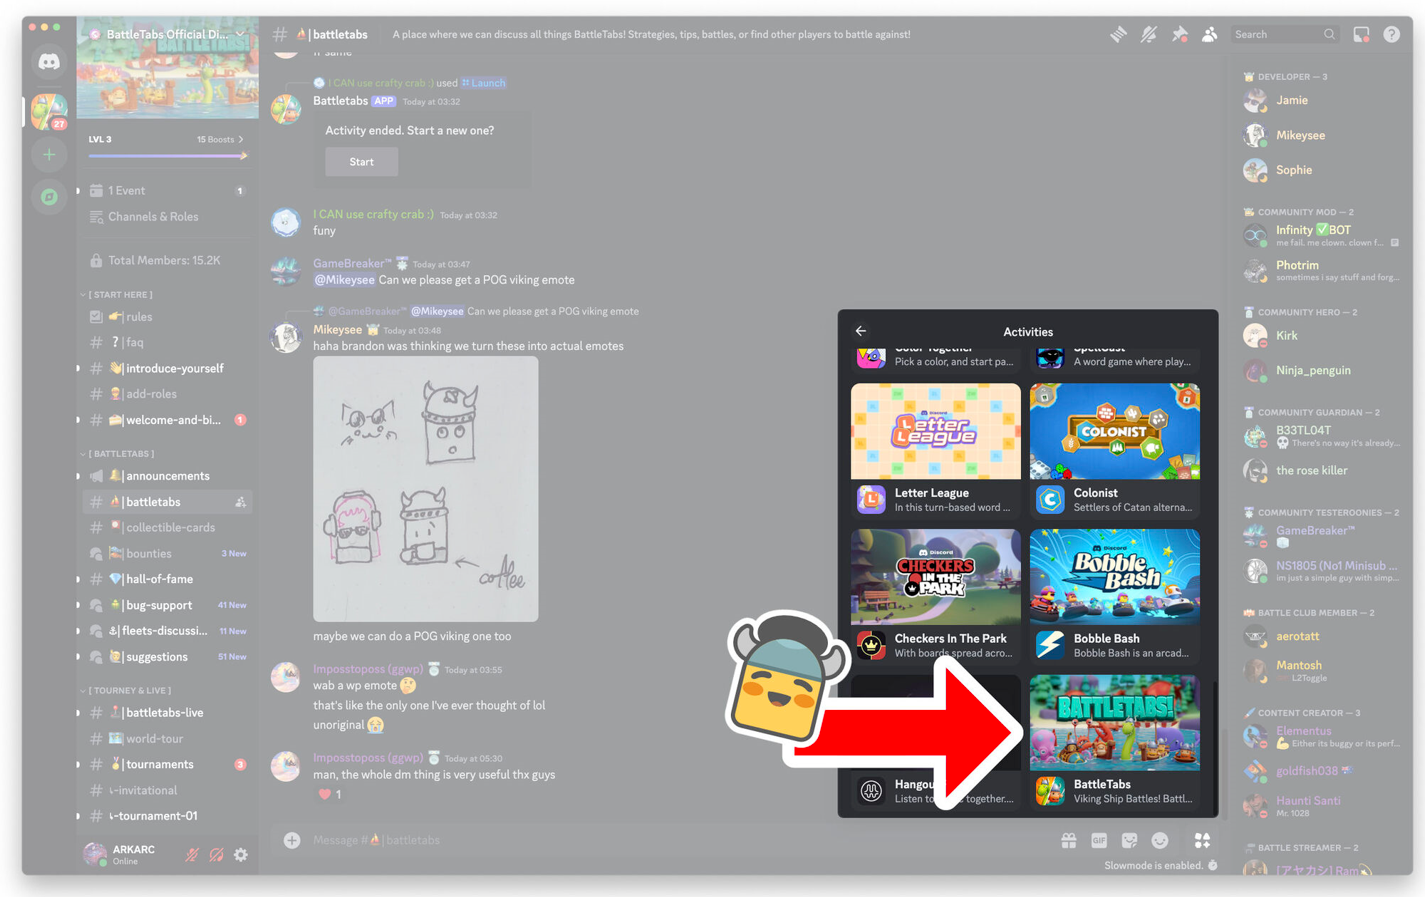 BattleTabs Official Di...
BATTLETABS!
27
LVL 3
15 Boosts
1 Event
1
Channels & Roles
Total Members: 15.2K
[ START HERE ]
rules
faq
introduce-yourself
add-roles
welcome-and-bi...
1
[ BATTLETABS ]
announcements
battletabs
collectible-cards
bounties
3 New
hall-of-fame
bug-support
41 New
fleets-discussi...
11 New
suggestions
51 New
[ TOURNEY & LIVE ]
battletabs-live
world-tour
tournaments
3
-invitational
-tournament-01
ARKARC
Online
# 🔥|battletabs
A place where we can discuss all things BattleTabs! Strategies, tips, battles, or find other players to battle against!
Search
I CAN use crafty crab :) used Launch
Battletabs APP Today at 03:32
Activity ended. Start a new one?
Start
I CAN use crafty crab :) Today at 03:32
funy
GameBreaker™ Today at 03:47
@Mikeysee Can we please get a POG viking emote
@GameBreaker™ @Mikeysee Can we please get a POG viking emote
Mikeysee Today at 03:48
haha brandon was thinking we turn these into actual emotes
coffee
maybe we can do a POG viking one too
Impostoposs (ggwp) Today at 03:55
wab a wp emote 🤔
that's like the only one I've ever thought of lol
unoriginal 😭
Impostoposs (ggwp) Today at 05:30
man, the whole dm thing is very useful thx guys
❤️ 1
Message #🔥|battletabs
GIF
Slowmode is enabled.
Activities
Color Together
Pick a color, and start pa...
SpellCast
A word game where play...
Discord
Letter League
Letter League
In this turn-based word ...
COLONIST
Colonist
Settlers of Catan alterna...
Discord
CHECKERS IN THE PARK
Checkers In The Park
With boards spread acro...
Discord
Bobble Bash
Bobble Bash
Bobble Bash is an arcad...
Hangou
Listen to
together....
BATTLETABS!
BattleTabs
Viking Ship Battles! Battl...
DEVELOPER — 3
Jamie
Mikeysee
Sophie
COMMUNITY MOD — 2
Infinity ✅BOT
me fail. me clown. clown f...
Photrim
sometimes i say stuff and forg...
COMMUNITY HERO — 2
Kirk
Ninja_penguin
COMMUNITY GUARDIAN — 2
B33TL04T
💀 There's no way it's already...
the rose killer
COMMUNITY TESTEROONIES — 2
GameBreaker™
NS1805 (No1 Minisub ...
im just a simple guy with simp...
BATTLE CLUB MEMBER — 2
aerotatt
Mantosh
L2Toggle
CONTENT CREATOR — 3
Elementus
💪 Either its buggy or its perf...
goldfish038
Haunti Santi
Mr. 1028
BATTLE STREAMER — 2
[アヤカシ] Ram